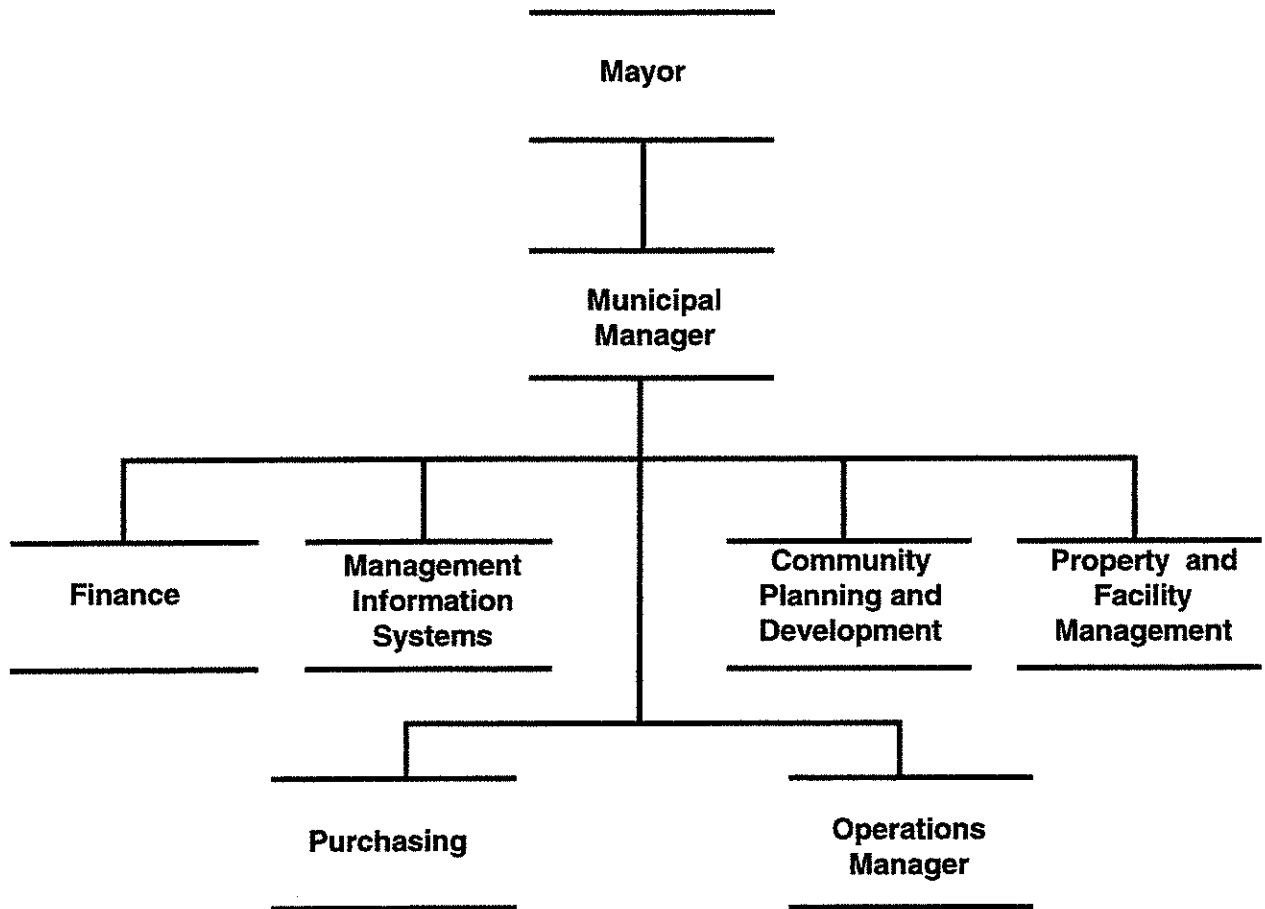 Mayor
Municipal
Manager
Finance
Management
Information
Systems
Community
Planning and
Development
Property and
Facility
Management
Purchasing
Operations
Manager